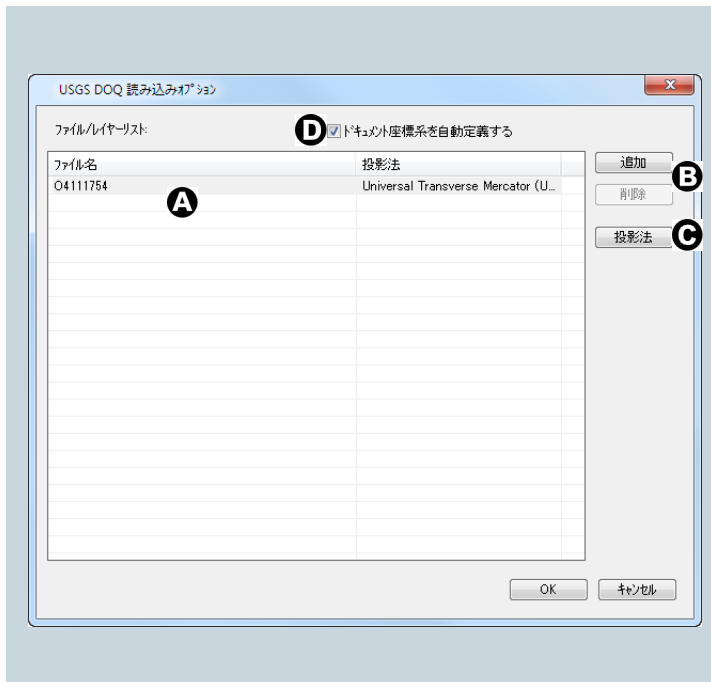 USGS DOQ 読み込みオプション
ファイル/レイヤーリスト:
D ドキュメント座標系を自動定義する
ファイル名 投影法
O4111754 Universal Transverse Mercator (U...
A
追加
B
削除
投影法
C
OK キャンセル